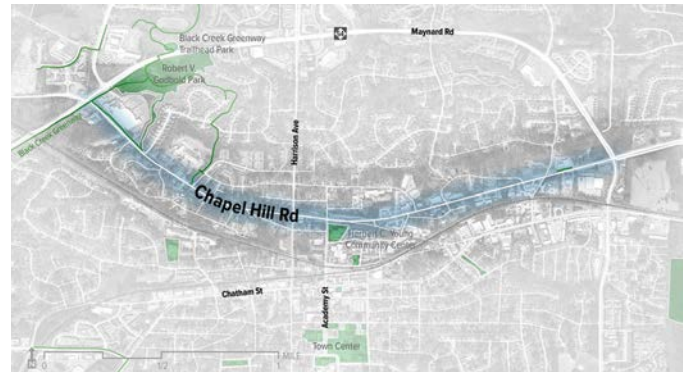 Black Creek Greenway
Trailhead Park
Maynard Rd
Robert V.
Godbold Park
Black Creek Greenway
Harrison Ave
Chapel Hill Rd
Herbert C. Young
Community Center
Chatham St
Academy St
Town Center
N
0
1/2
1
MILE